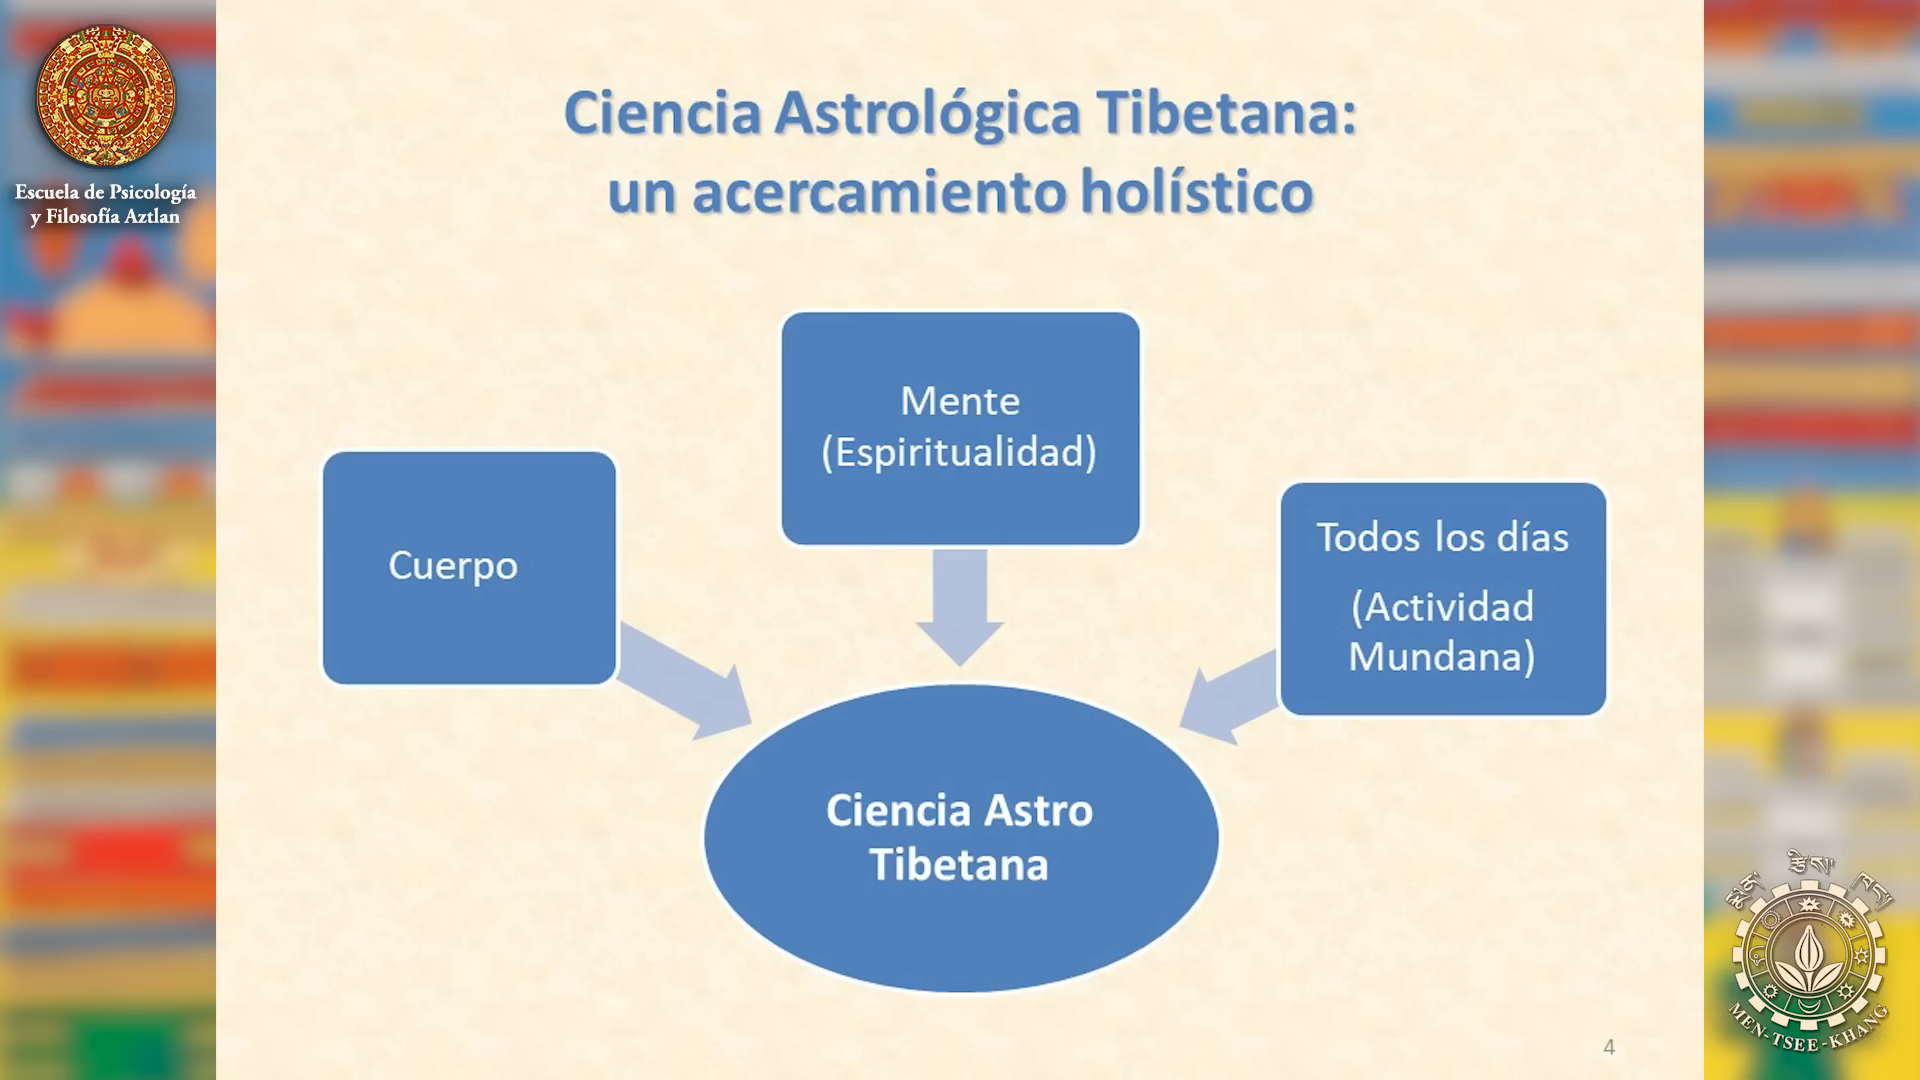 Escuela de Psicología
y Filosofía Aztlan
Ciencia Astrológica Tibetana:
un acercamiento holístico
Mente
(Espiritualidad)
Cuerpo
Todos los días
(Actividad
Mundana)
Ciencia Astro
Tibetana
4
སྨན་ རྩིས་ ཁང་
MEN-TSEE-KHANG